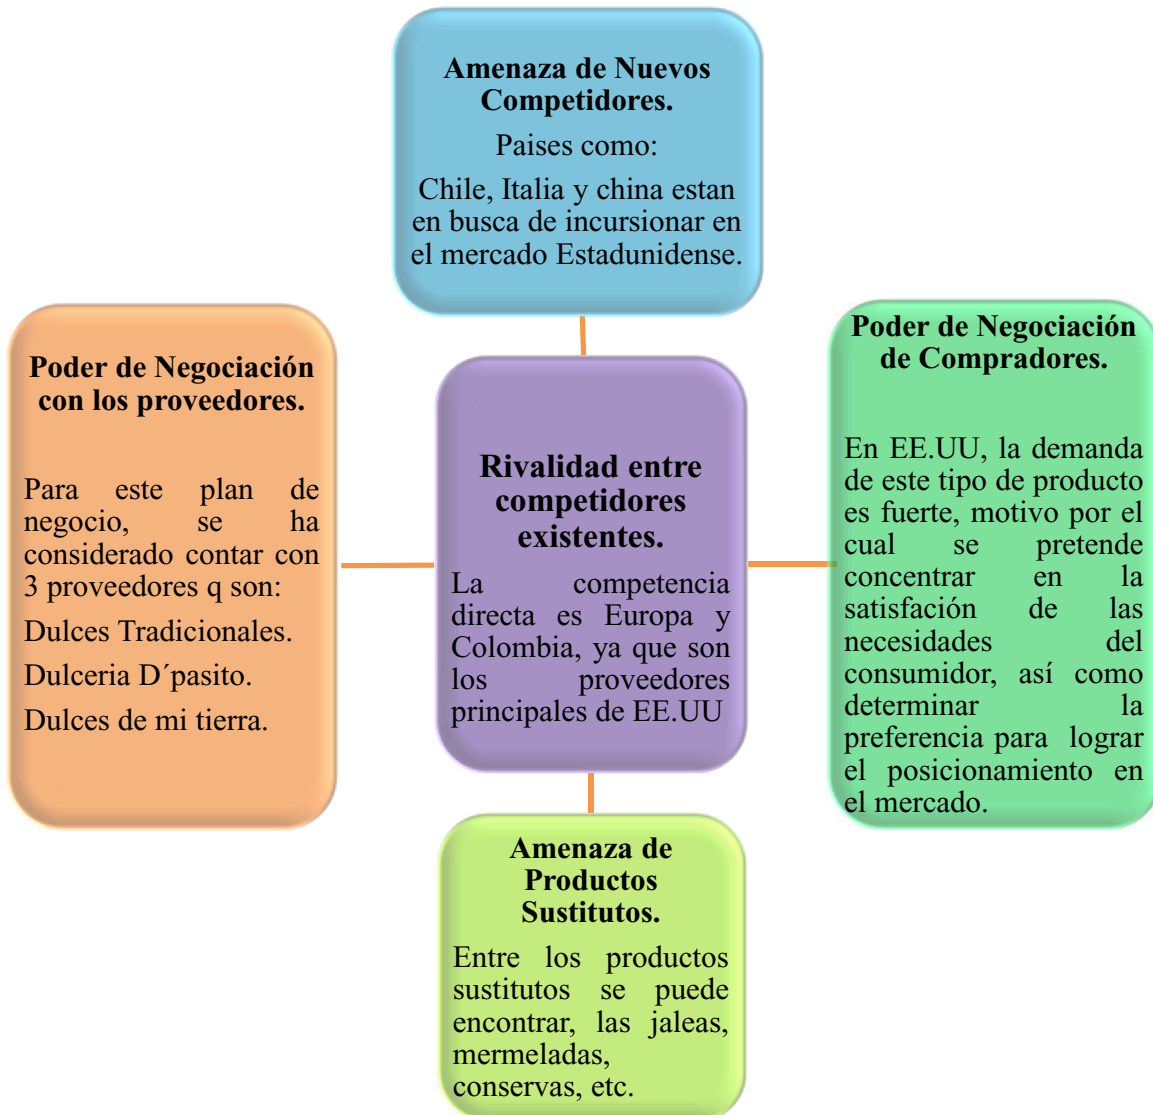 Amenaza de Nuevos
Competidores.
Paises como:
Chile, Italia y china estan
en busca de incursionar en
el mercado Estadunidense.
Poder de Negociación
con los proveedores.
Para este plan de
negocio, se ha
considerado contar con
3 proveedores q son:
Dulces Tradicionales.
Dulceria D´pasito.
Dulces de mi tierra.
Rivalidad entre
competidores
existentes.
La competencia
directa es Europa y
Colombia, ya que son
los proveedores
principales de EE.UU
Poder de Negociación
de Compradores.
En EE.UU, la demanda
de este tipo de producto
es fuerte, motivo por el
cual se pretende
concentrar en la
satisfacción de las
necesidades del
consumidor, así como
determinar la
preferencia para lograr
el posicionamiento en
el mercado.
Amenaza de
Productos
Sustitutos.
Entre los productos
sustitutos se puede
encontrar, las jaleas,
mermeladas,
conservas, etc.